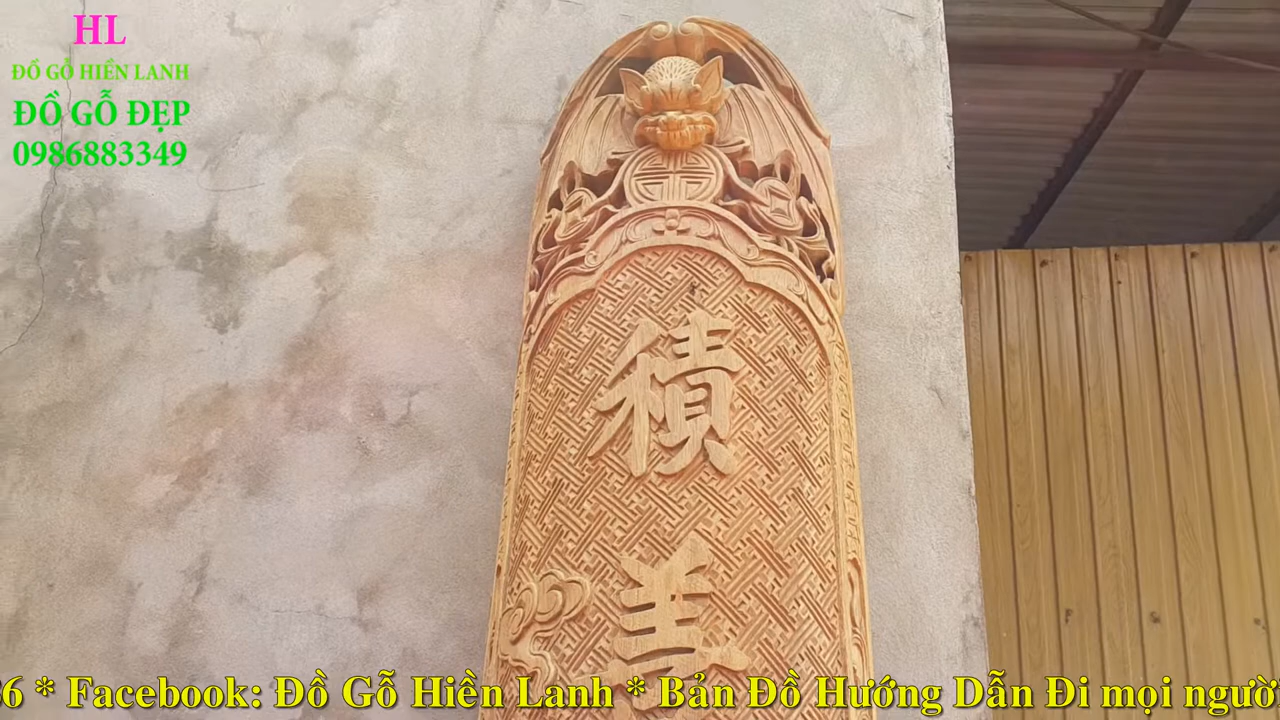 HL
ĐỒ GỖ HIỀN LANH
ĐỒ GỖ ĐẸP
0986883349
積
善
6 * Facebook: Đồ Gỗ Hiền Lanh * Bản Đồ Hướng Dẫn Đi mọi người